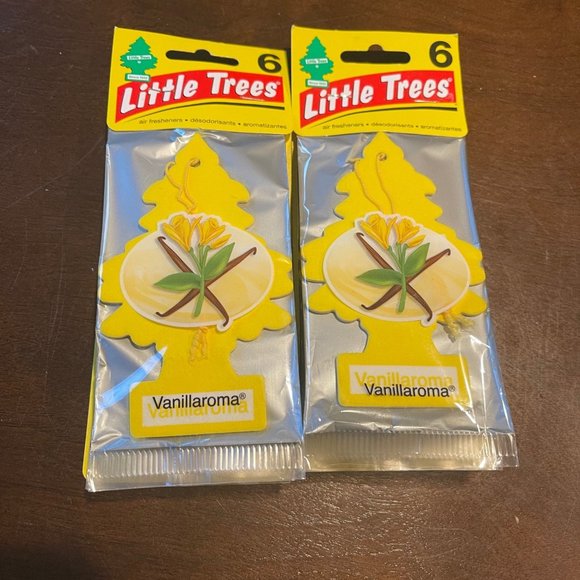 Little Trees
6
Little Trees
air fresheners • désodorisants • aromatizantes
Vanillaroma®
Vanillaroma
Little Trees
6
Little Trees®
air fresheners • désodorisants • aromatizantes
Vanillaroma
Vanillaroma®